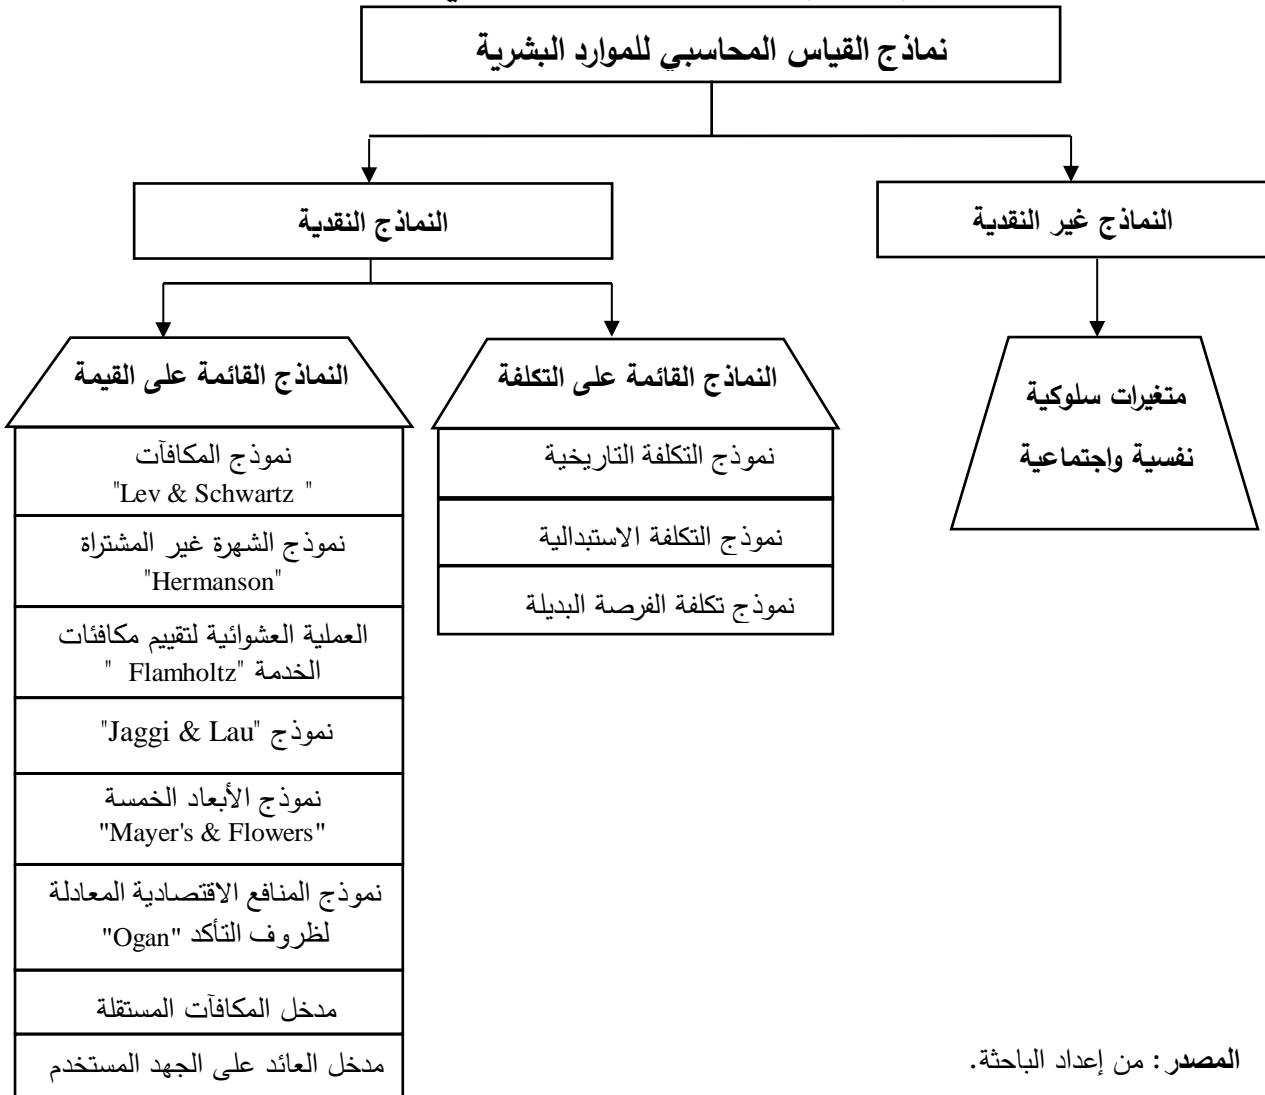 نماذج القياس المحاسبي للموارد البشرية
النماذج غير النقدية
النماذج النقدية
متغيرات سلوكية
نفسية واجتماعية
النماذج القائمة على التكلفة
نموذج التكلفة التاريخية
نموذج التكلفة الاستبدالية
نموذج تكلفة الفرصة البديلة
النماذج القائمة على القيمة
نموذج المكافآت
"Lev & Schwartz "
نموذج الشهرة غير المشتراة
"Hermanson"
العملية العشوائية لتقييم مكافئات
الخدمة "Flamholtz "
نموذج "Jaggi & Lau"
نموذج الأبعاد الخمسة
"Mayer's & Flowers"
نموذج المنافع الاقتصادية المعادلة
لظروف التأكد "Ogan"
مدخل المكافآت المستقلة
مدخل العائد على الجهد المستخدم
المصدر: من إعداد الباحثة.